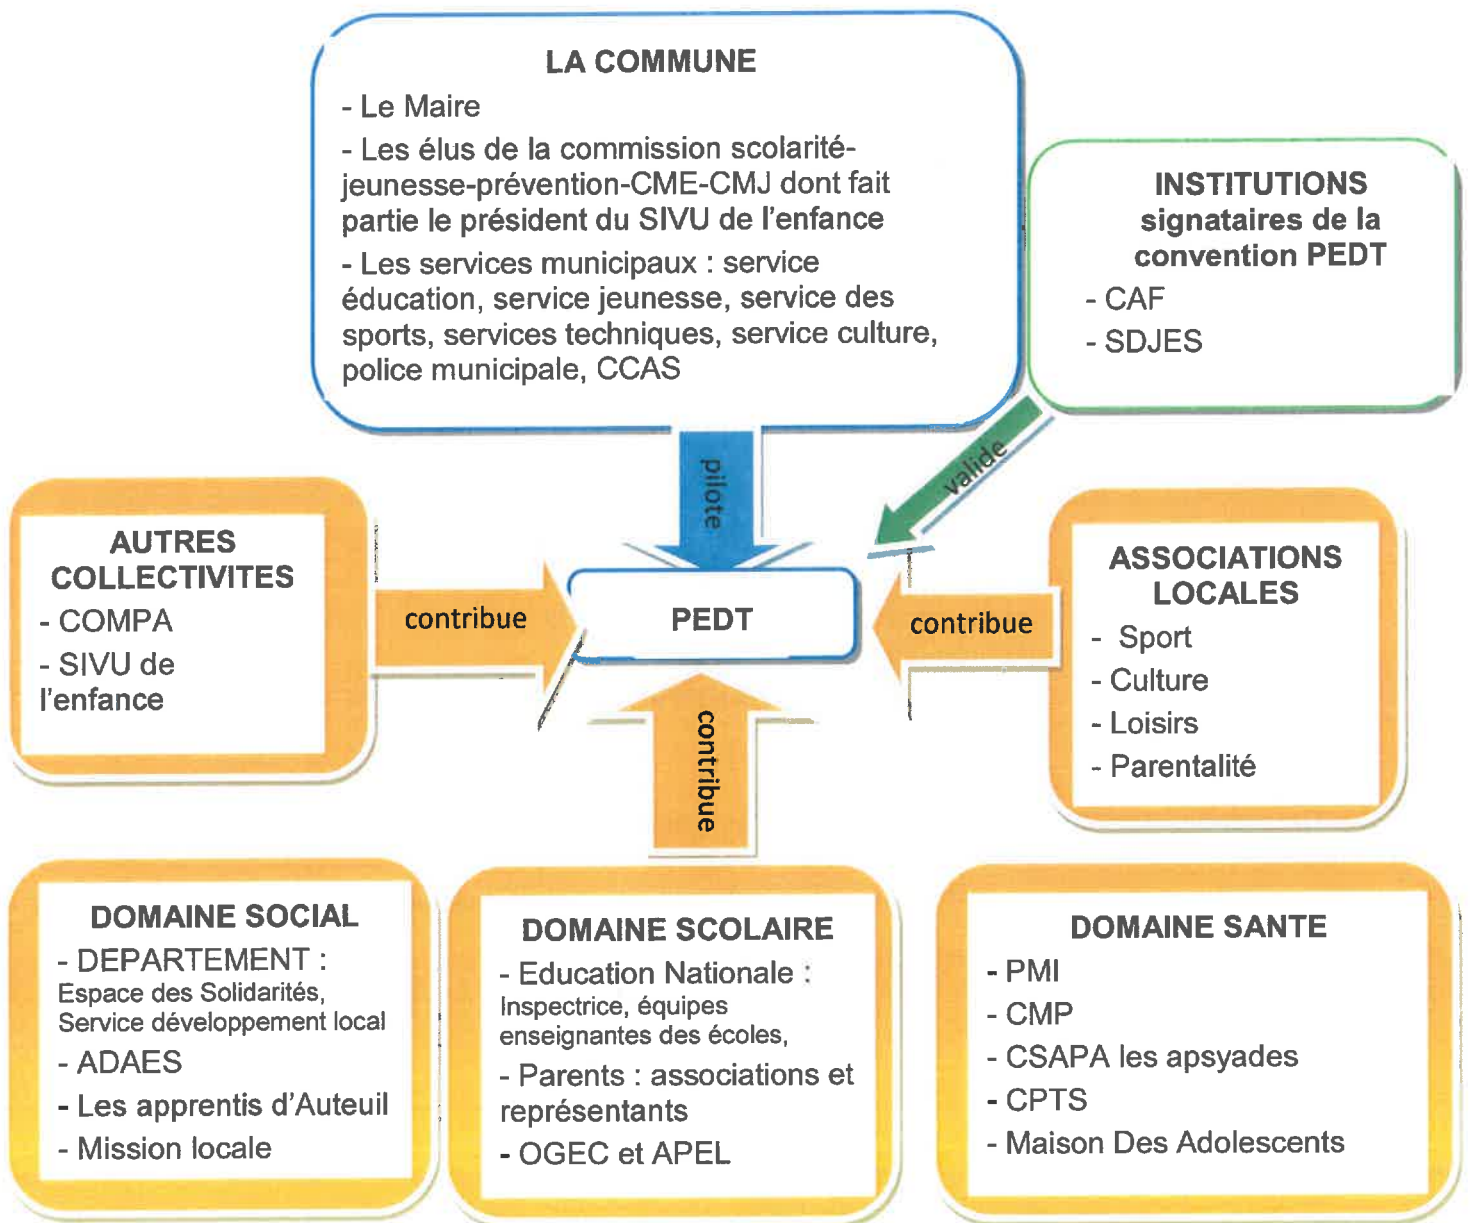 LA COMMUNE
- Le Maire
- Les élus de la commission scolarité-
jeunesse-prévention-CME-CMJ dont fait
partie le président du SIVU de l'enfance
- Les services municipaux : service
éducation, service jeunesse, service des
sports, services techniques, service culture,
police municipale, CCAS
INSTITUTIONS
signataires de la
convention PEDT
- CAF
- SDJES
pilote
valide
AUTRES
COLLECTIVITES
- COMPA
- SIVU de
l'enfance
contribue
PEDT
contribue
ASSOCIATIONS
LOCALES
- Sport
- Culture
- Loisirs
- Parentalité
contribue
DOMAINE SOCIAL
- DEPARTEMENT :
Espace des Solidarités,
Service développement local
- ADAES
- Les apprentis d'Auteuil
- Mission locale
DOMAINE SCOLAIRE
- Education Nationale :
Inspectrice, équipes
enseignantes des écoles,
- Parents : associations et
représentants
- OGEC et APEL
DOMAINE SANTE
- PMI
- CMP
- CSAPA les apsyades
- CPTS
- Maison Des Adolescents